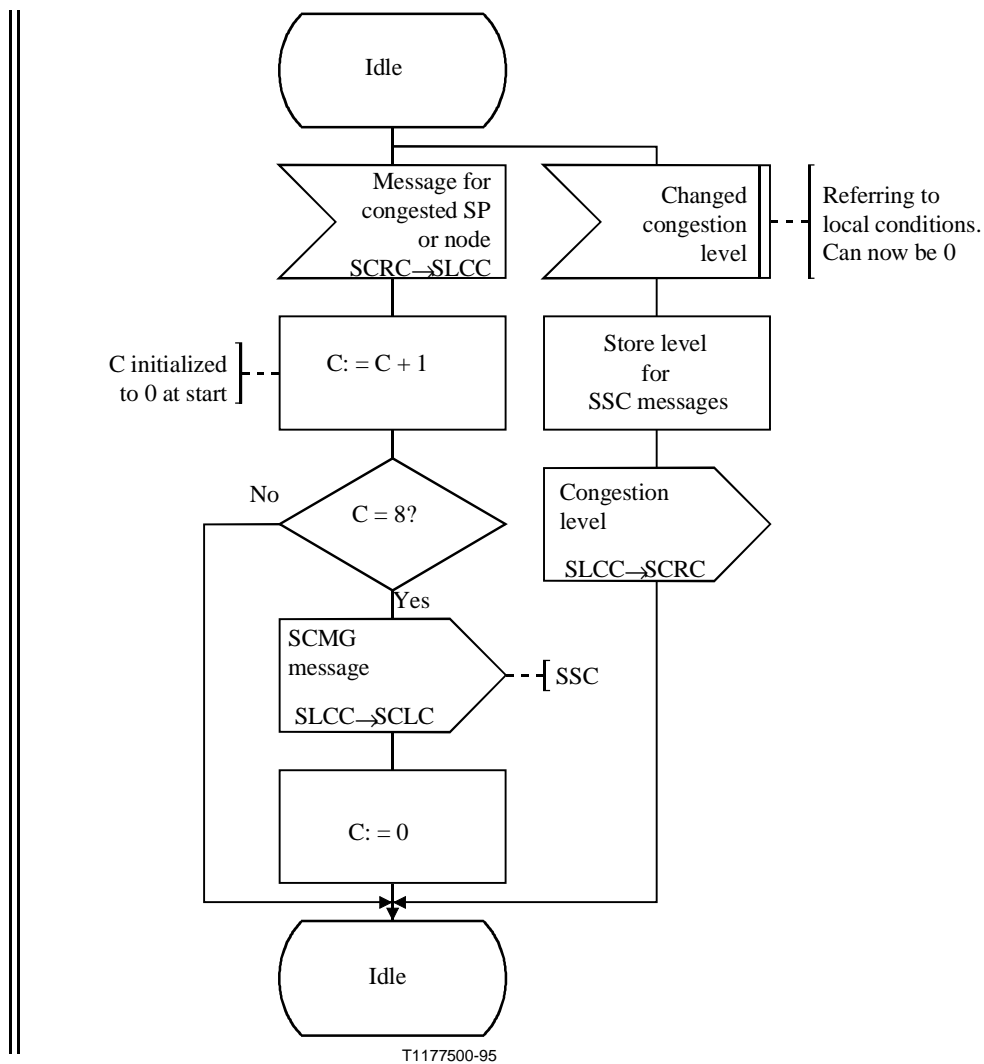 Idle
Message for
congested SP
or node
SCRC→SLCC
Changed
congestion
level
Referring to
local conditions.
Can now be 0
C initialized
to 0 at start
C: = C + 1
Store level
for
SSC messages
No
C = 8?
Yes
Congestion
level
SLCC→SCRC
SCMG
message
SLCC→SCLC
SSC
C: = 0
Idle
T1177500-95